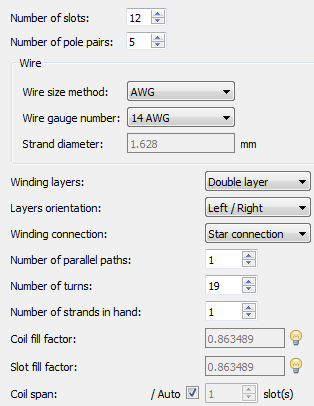 Number of slots: 12
Number of pole pairs: 5
Wire
Wire size method: AWG
Wire gauge number: 14 AWG
Strand diameter: 1.628 mm
Winding layers: Double layer
Layers orientation: Left / Right
Winding connection: Star connection
Number of parallel paths: 1
Number of turns: 19
Number of strands in hand: 1
Coil fill factor: 0.863489
Slot fill factor: 0.863489
Coil span: / Auto 1 slot(s)